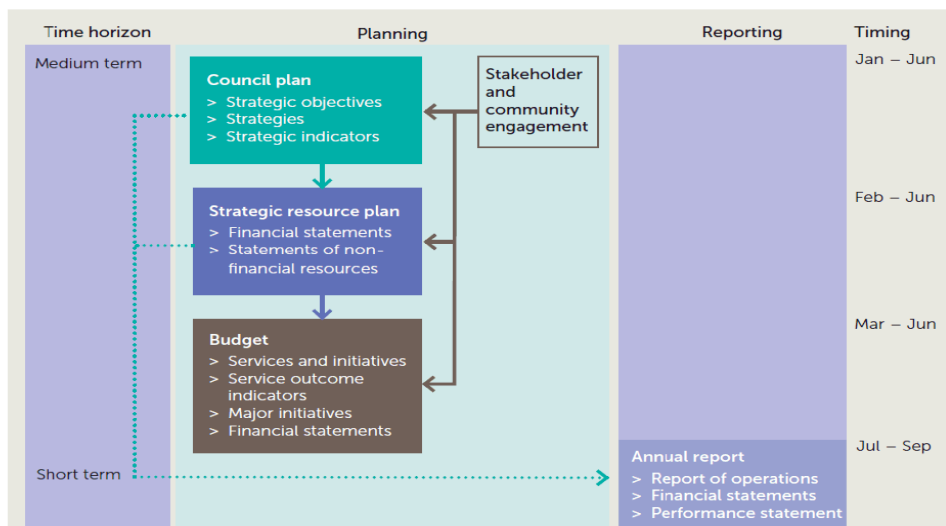 Time horizon
Planning
Reporting
Timing
Medium term
Jan – Jun
Council plan
> Strategic objectives
> Strategies
> Strategic indicators
Stakeholder
and
community
engagement
Feb – Jun
Strategic resource plan
> Financial statements
> Statements of non-
financial resources
Mar – Jun
Budget
> Services and initiatives
> Service outcome
indicators
> Major initiatives
> Financial statements
Short term
Jul – Sep
Annual report
> Report of operations
> Financial statements
> Performance statement